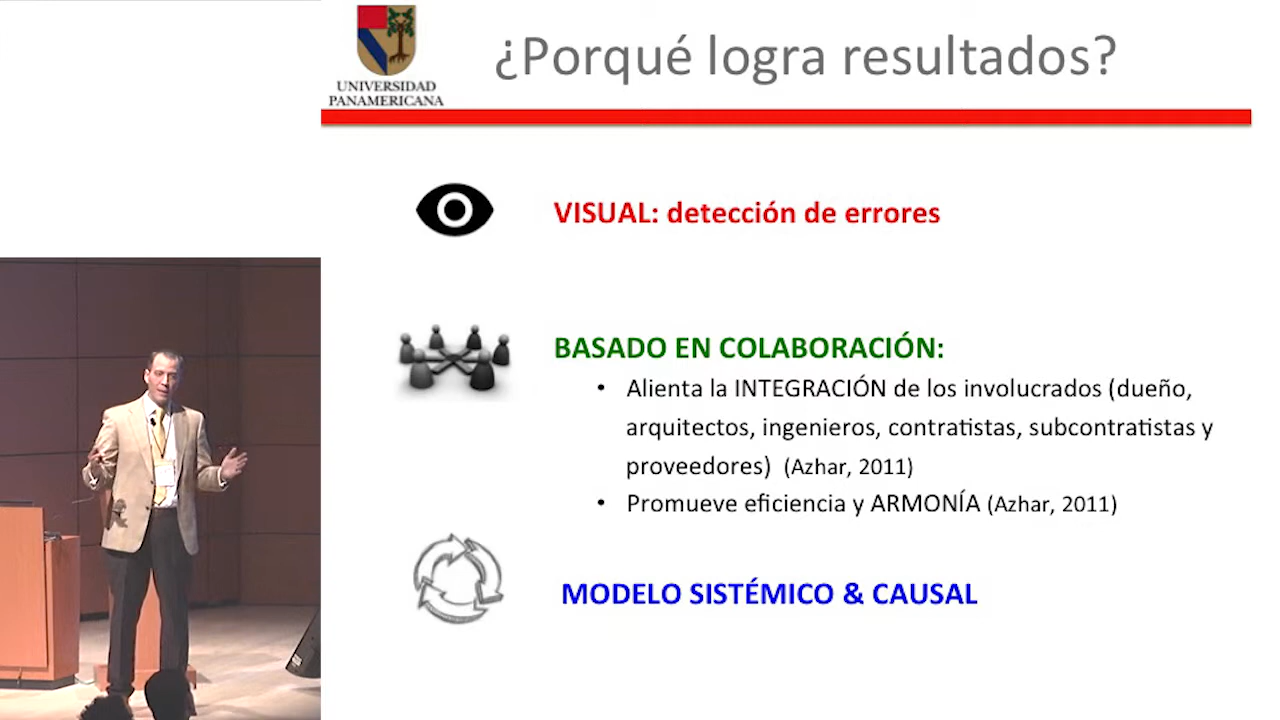 UNIVERSIDAD
PANAMERICANA
¿Porqué logra resultados?
VISUAL: detección de errores
BASADO EN COLABORACIÓN:
• Alienta la INTEGRACIÓN de los involucrados (dueño,
arquitectos, ingenieros, contratistas, subcontratistas y
proveedores) (Azhar, 2011)
• Promueve eficiencia y ARMONÍA (Azhar, 2011)
MODELO SISTÉMICO & CAUSAL